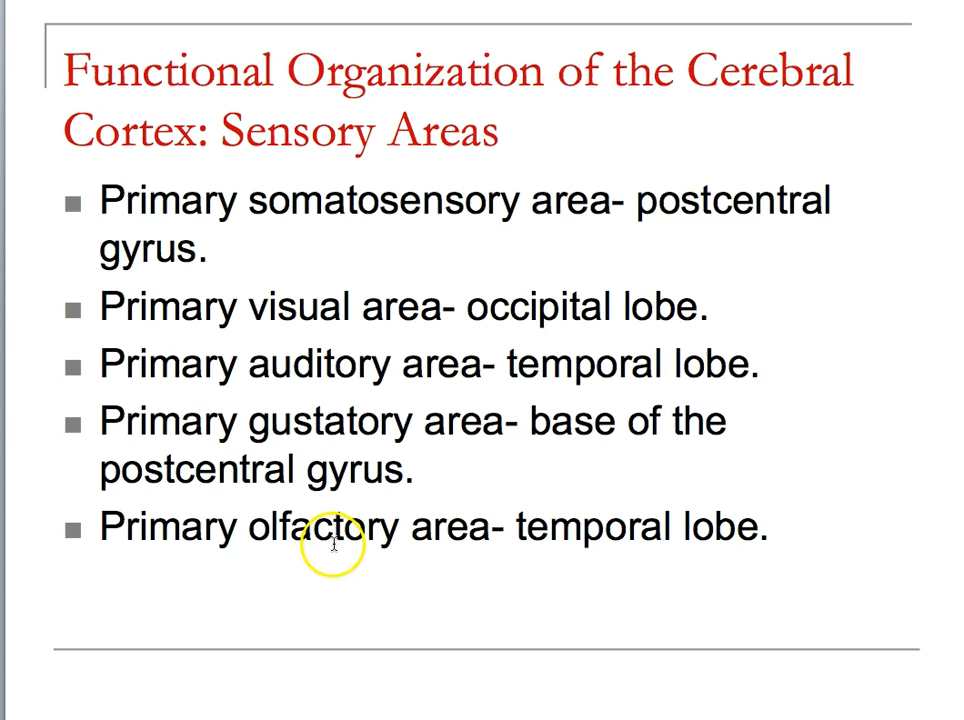 Functional Organization of the Cerebral
Cortex: Sensory Areas
Primary somatosensory area- postcentral
gyrus.
Primary visual area- occipital lobe.
Primary auditory area- temporal lobe.
Primary gustatory area- base of the
postcentral gyrus.
Primary olfactory area- temporal lobe.